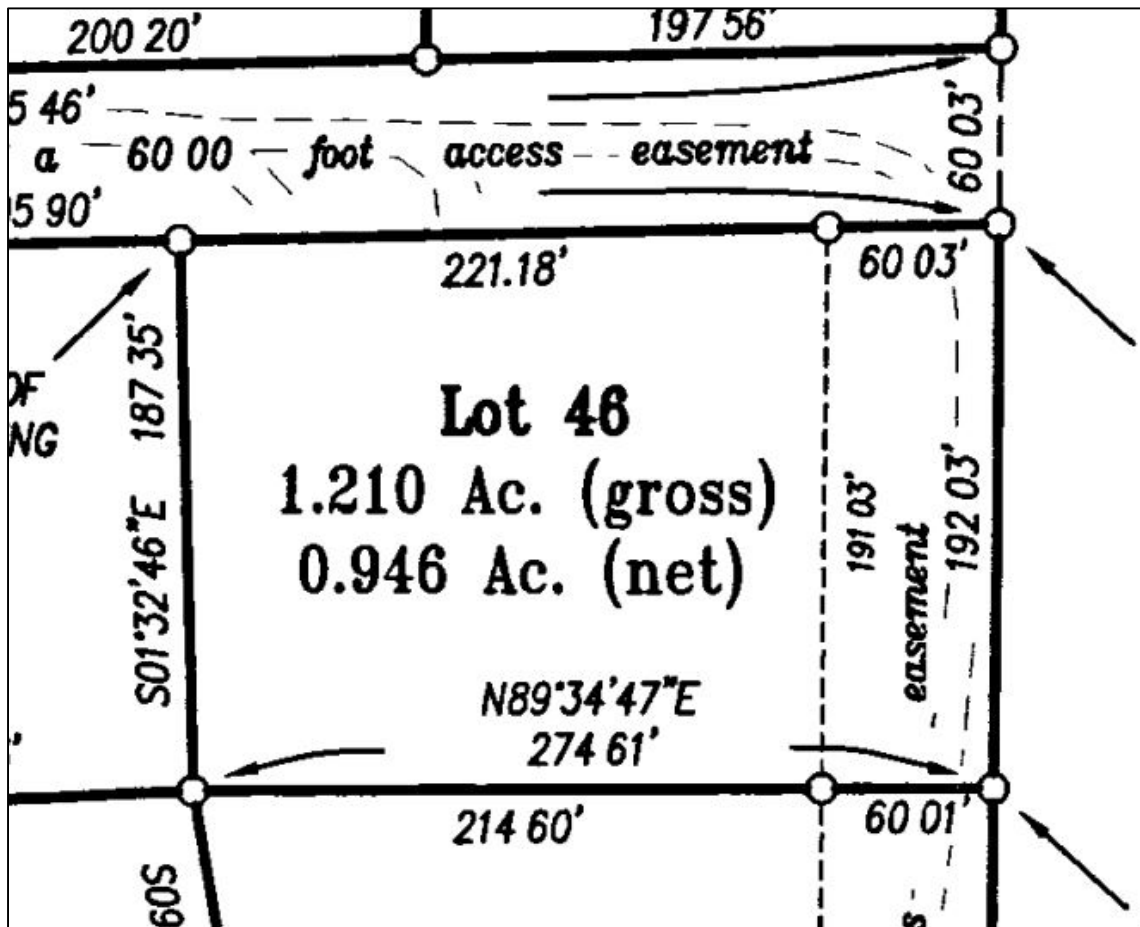 200 20'
197 56'
5 46'
60 03'
a 60 00 foot access easement
5 90'
221.18'
60 03'
S01°32'46"E 187 35'
OF
NG
Lot 46
1.210 Ac. (gross)
0.946 Ac. (net)
191 03'
easement
192 03'
N89°34'47"E
274 61'
214 60'
60 01'
60S
s